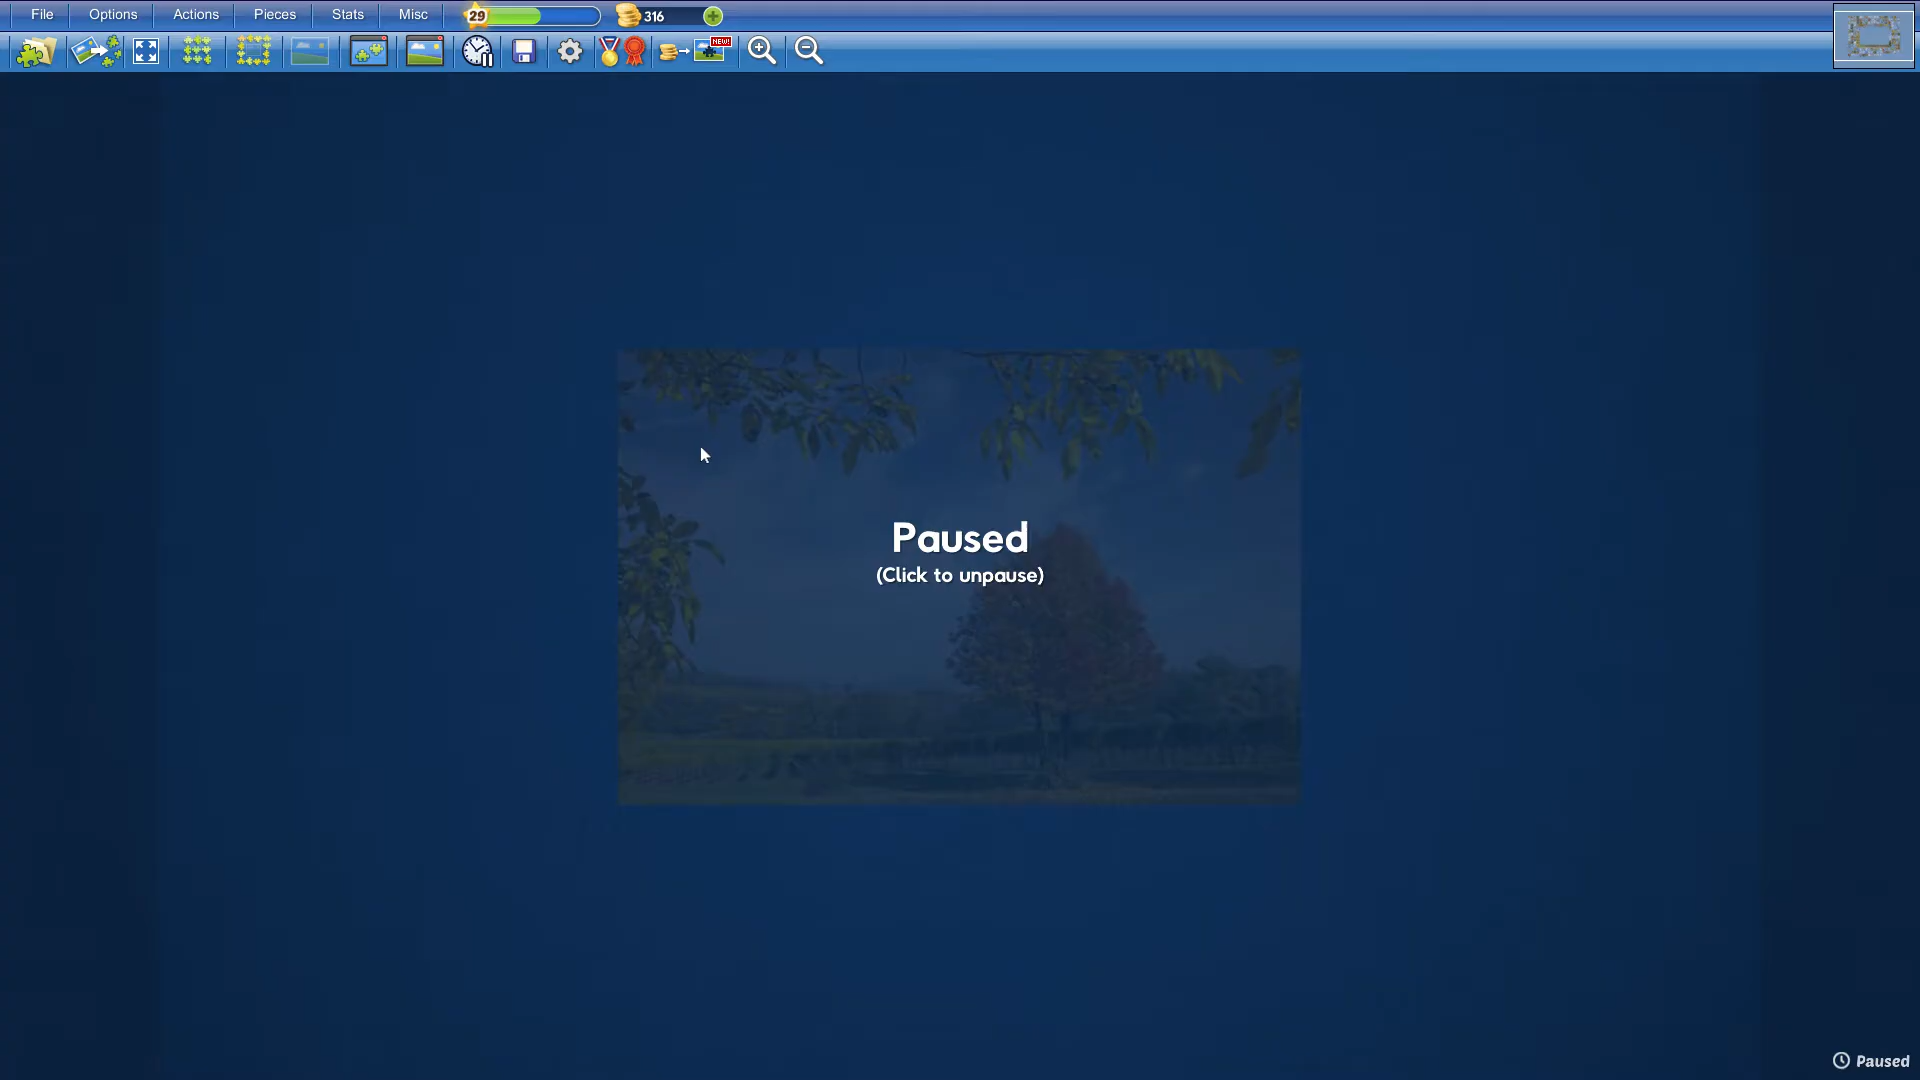 File Options Actions Pieces Stats Misc 29 316
NEW!
Paused
(Click to unpause)
Paused